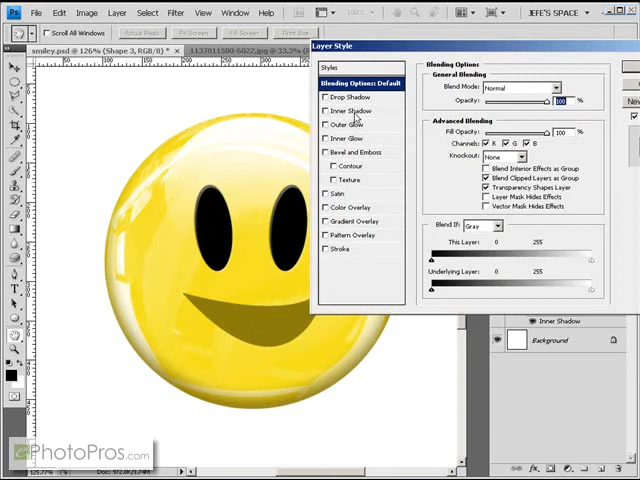 Ps File Edit Image Layer Select Filter View Window Help 100% JEFE'S SPACE
Scroll All Windows Actual Pixels Fit Screen Fill Screen Print Size
smiley.psd @ 126% (Shape 3, RGB/8) *
1137011500-6022.jpg @ 33.3%
Layer Style
Styles
Blending Options: Default
Drop Shadow
Inner Shadow
Outer Glow
Inner Glow
Bevel and Emboss
Contour
Texture
Satin
Color Overlay
Gradient Overlay
Pattern Overlay
Stroke
Blending Options
General Blending
Blend Mode: Normal
Opacity: 100 %
Advanced Blending
Fill Opacity: 100 %
Channels: R G B
Knockout: None
Blend Interior Effects as Group
Blend Clipped Layers as Group
Transparency Shapes Layer
Layer Mask Hides Effects
Vector Mask Hides Effects
Blend If: Gray
This Layer: 0 255
Underlying Layer: 0 255
New
Inner Shadow
Background
ePhotoPros.com
125.77% Doc: 972.0K/1.74M